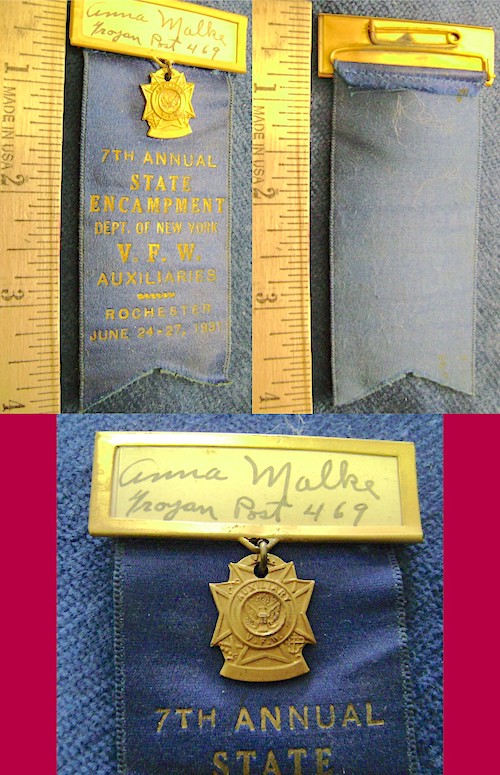 Anna Malke
Trojan Post 469
7TH ANNUAL
STATE
ENCAMPMENT
DEPT. OF NEW YORK
V. F. W.
AUXILIARIES
ROCHESTER
JUNE 24-27, 1931
1
MADE IN USA
2
3
4
1
MADE IN USA
2
3
4
Anna Malke
Trojan Post 469
AUXILIARY
V.F.W.
7TH ANNUAL
STATE